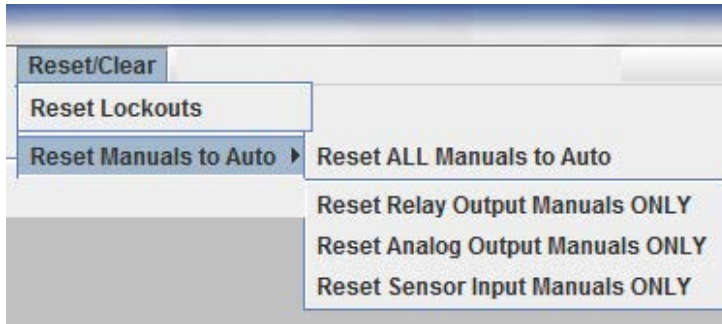 Reset/Clear
Reset Lockouts
Reset Manuals to Auto
Reset ALL Manuals to Auto
Reset Relay Output Manuals ONLY
Reset Analog Output Manuals ONLY
Reset Sensor Input Manuals ONLY